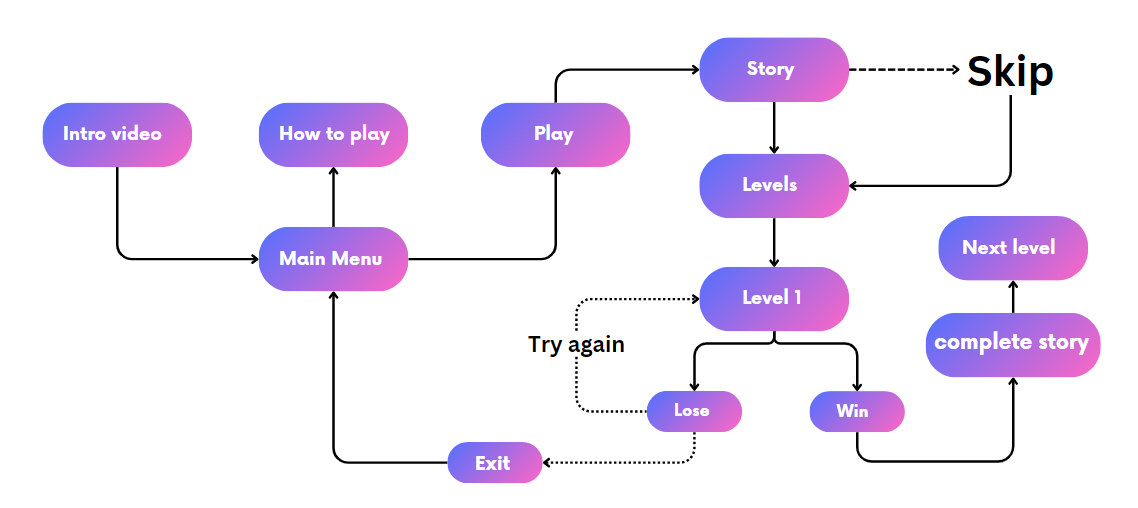 Intro video
How to play
Play
Story
Skip
Main Menu
Levels
Next level
Level 1
Try again
complete story
Lose
Win
Exit